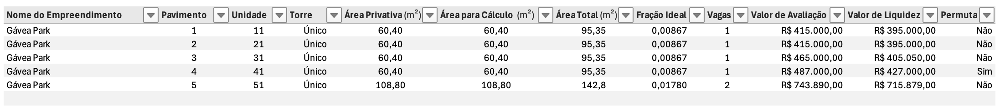 Nome do Empreendimento Pavimento Unidade Torre Área Privativa (m²) Área para Cálculo (m²) Área Total (m²) Fração Ideal Vagas Valor de Avaliação Valor de Liquidez Permuta
Gávea Park 1 11 Único 60,40 60,40 95,35 0,00867 1 R$ 415.000,00 R$ 395.000,00 Não
Gávea Park 2 21 Único 60,40 60,40 95,35 0,00867 1 R$ 415.000,00 R$ 395.000,00 Não
Gávea Park 3 31 Único 60,40 60,40 95,35 0,00867 1 R$ 465.000,00 R$ 405.050,00 Não
Gávea Park 4 41 Único 60,40 60,40 95,35 0,00867 1 R$ 487.000,00 R$ 427.000,00 Sim
Gávea Park 5 51 Único 108,80 108,80 142,8 0,01780 2 R$ 743.890,00 R$ 715.879,00 Não